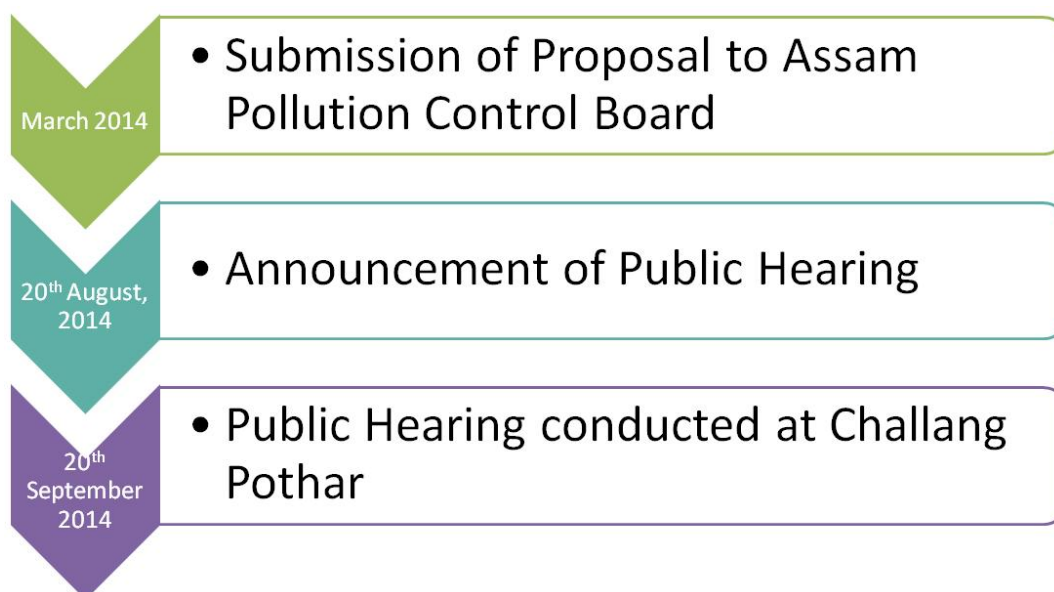 March 2014
• Submission of Proposal to Assam
Pollution Control Board
20th August,
2014
• Announcement of Public Hearing
20th
September
2014
• Public Hearing conducted at Challang
Pothar